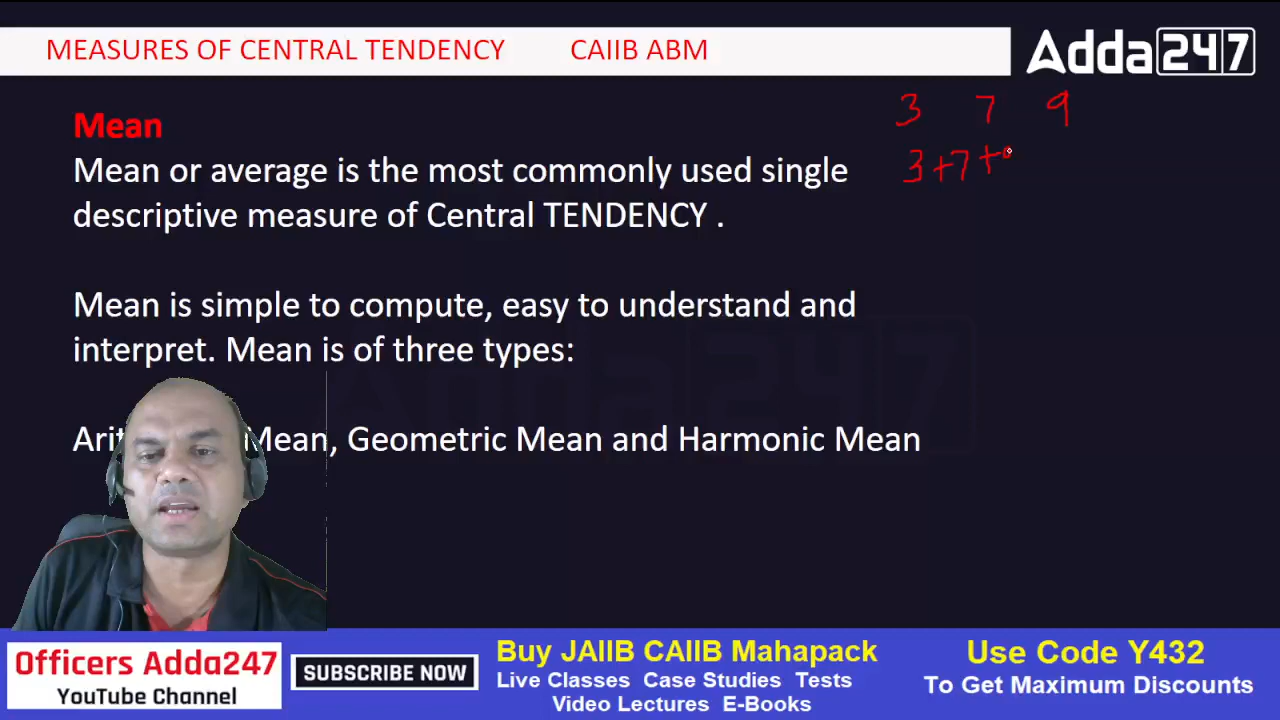 MEASURES OF CENTRAL TENDENCY CAIIB ABM
Adda247
3 7 9
Mean
Mean or average is the most commonly used single
3+7+
descriptive measure of Central TENDENCY .
Mean is simple to compute, easy to understand and
interpret. Mean is of three types:
Mean, Geometric Mean and Harmonic Mean
Officers Adda247
YouTube Channel
SUBSCRIBE NOW
Buy JAIIB CAIIB Mahapack
Live Classes Case Studies Tests
Video Lectures E-Books
Use Code Y432
To Get Maximum Discounts